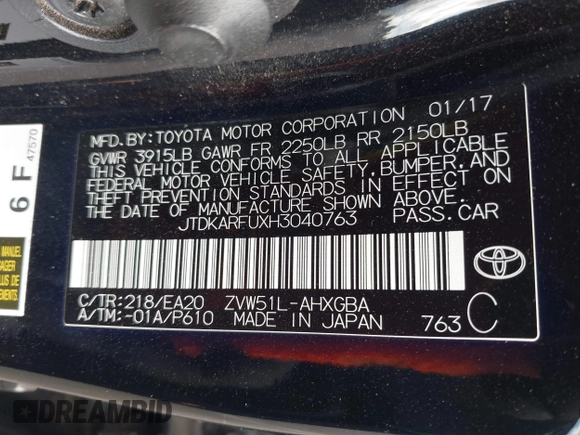 MFD.BY:TOYOTA MOTOR CORPORATION 01/17
GVWR 3915LB GAWR FR 2250LB RR 2150LB
THIS VEHICLE CONFORMS TO ALL APPLICABLE
FEDERAL MOTOR VEHICLE SAFETY,BUMPER,AND
THEFT PREVENTION STANDARDS IN EFFECT ON
THE DATE OF MANUFACTURE SHOWN ABOVE.
JTDKARFUXH3040763 PASS.CAR
C/TR:218/EA20 ZVW51L-AHXGBA
A/TM:-01A/P610 MADE IN JAPAN 763 C
6 F
47570
MANUEL
DREAMBID